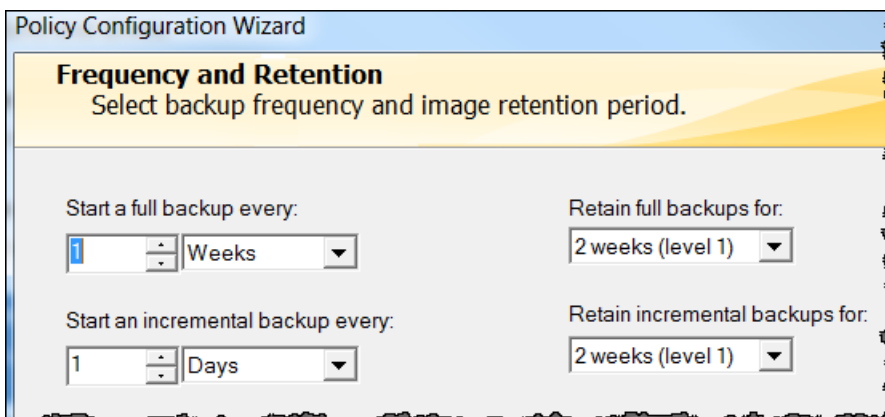 Policy Configuration Wizard
Frequency and Retention
Select backup frequency and image retention period.
Start a full backup every:
Retain full backups for:
1 Weeks
2 weeks (level 1)
Start an incremental backup every:
Retain incremental backups for:
1 Days
2 weeks (level 1)